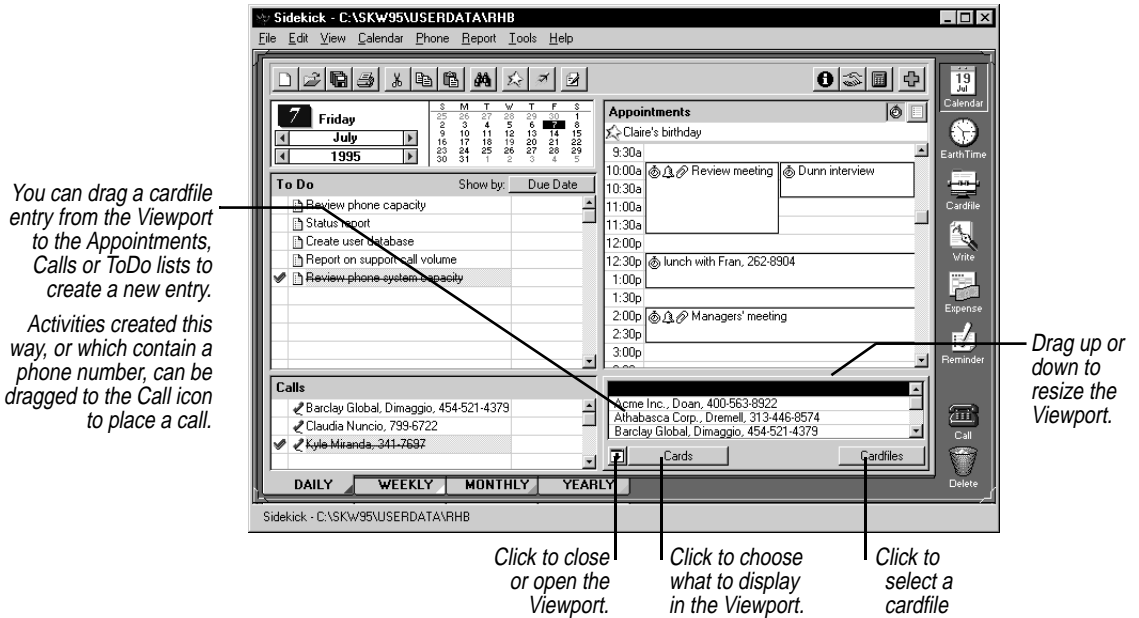 Sidekick - C:\SKW95\USERDATA\RHB
File Edit View Calendar Phone Report Tools Help
7 Friday
July
1995
S M T W T F S
25 26 27 28 29 30 1
2 3 4 5 6 7 8
9 10 11 12 13 14 15
16 17 18 19 20 21 22
23 24 25 26 27 28 29
30 31 1 2 3 4 5
To Do Show by: Due Date
Review phone capacity
Status report
Create user database
Report on support call volume
Review phone system capacity
Calls
Barclay Global, Dimaggio, 454-521-4379
Claudia Nuncio, 799-6722
Kyle Miranda, 341-7697
DAILY WEEKLY MONTHLY YEARLY
Sidekick - C:\SKW95\USERDATA\RHB
Appointments
Claire's birthday
9:30a
10:00a Review meeting Dunn interview
10:30a
11:00a
11:30a
12:00p
12:30p lunch with Fran, 262-8904
1:00p
1:30p
2:00p Managers' meeting
2:30p
3:00p
Acme Inc., Doan, 400-563-8922
Athabasca Corp., Dremell, 313-446-8574
Barclay Global, Dimaggio, 454-521-4379
Cards Cardfiles
19
Jul
Calendar
EarthTime
Cardfile
Write
Expense
Reminder
Call
Delete
You can drag a cardfile
entry from the Viewport
to the Appointments,
Calls or ToDo lists to
create a new entry.
Activities created this
way, or which contain a
phone number, can be
dragged to the Call icon
to place a call.
Drag up or
down to
resize the
Viewport.
Click to close
or open the
Viewport.
Click to choose
what to display
in the Viewport.
Click to
select a
cardfile